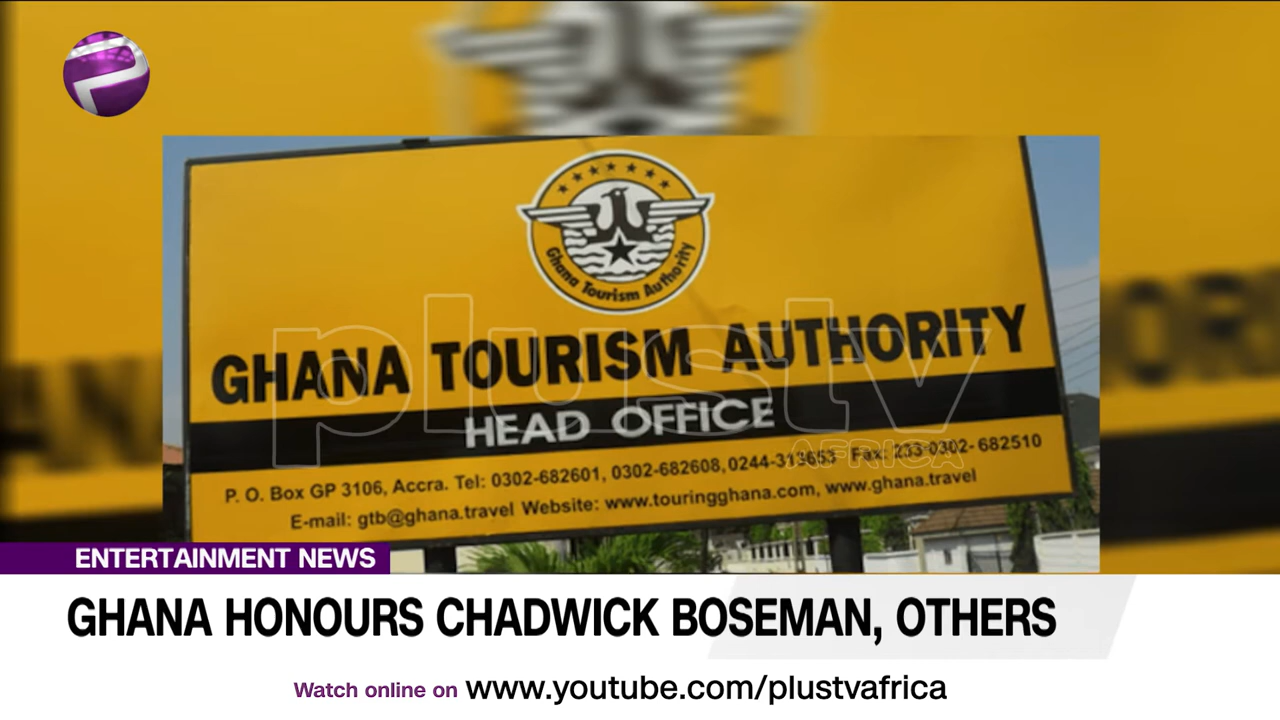 Ghana Tourism Authority
GHANA TOURISM AUTHORITY
HEAD OFFICE
P. O. Box GP 3106, Accra. Tel: 0302-682601, 0302-682608, 0244-313653 Fax: 233-0302-682510
E-mail: gtb@ghana.travel Website: www.touringghana.com, www.ghana.travel
plustv
AFRICA
ENTERTAINMENT NEWS
GHANA HONOURS CHADWICK BOSEMAN, OTHERS
Watch online on www.youtube.com/plustvafrica